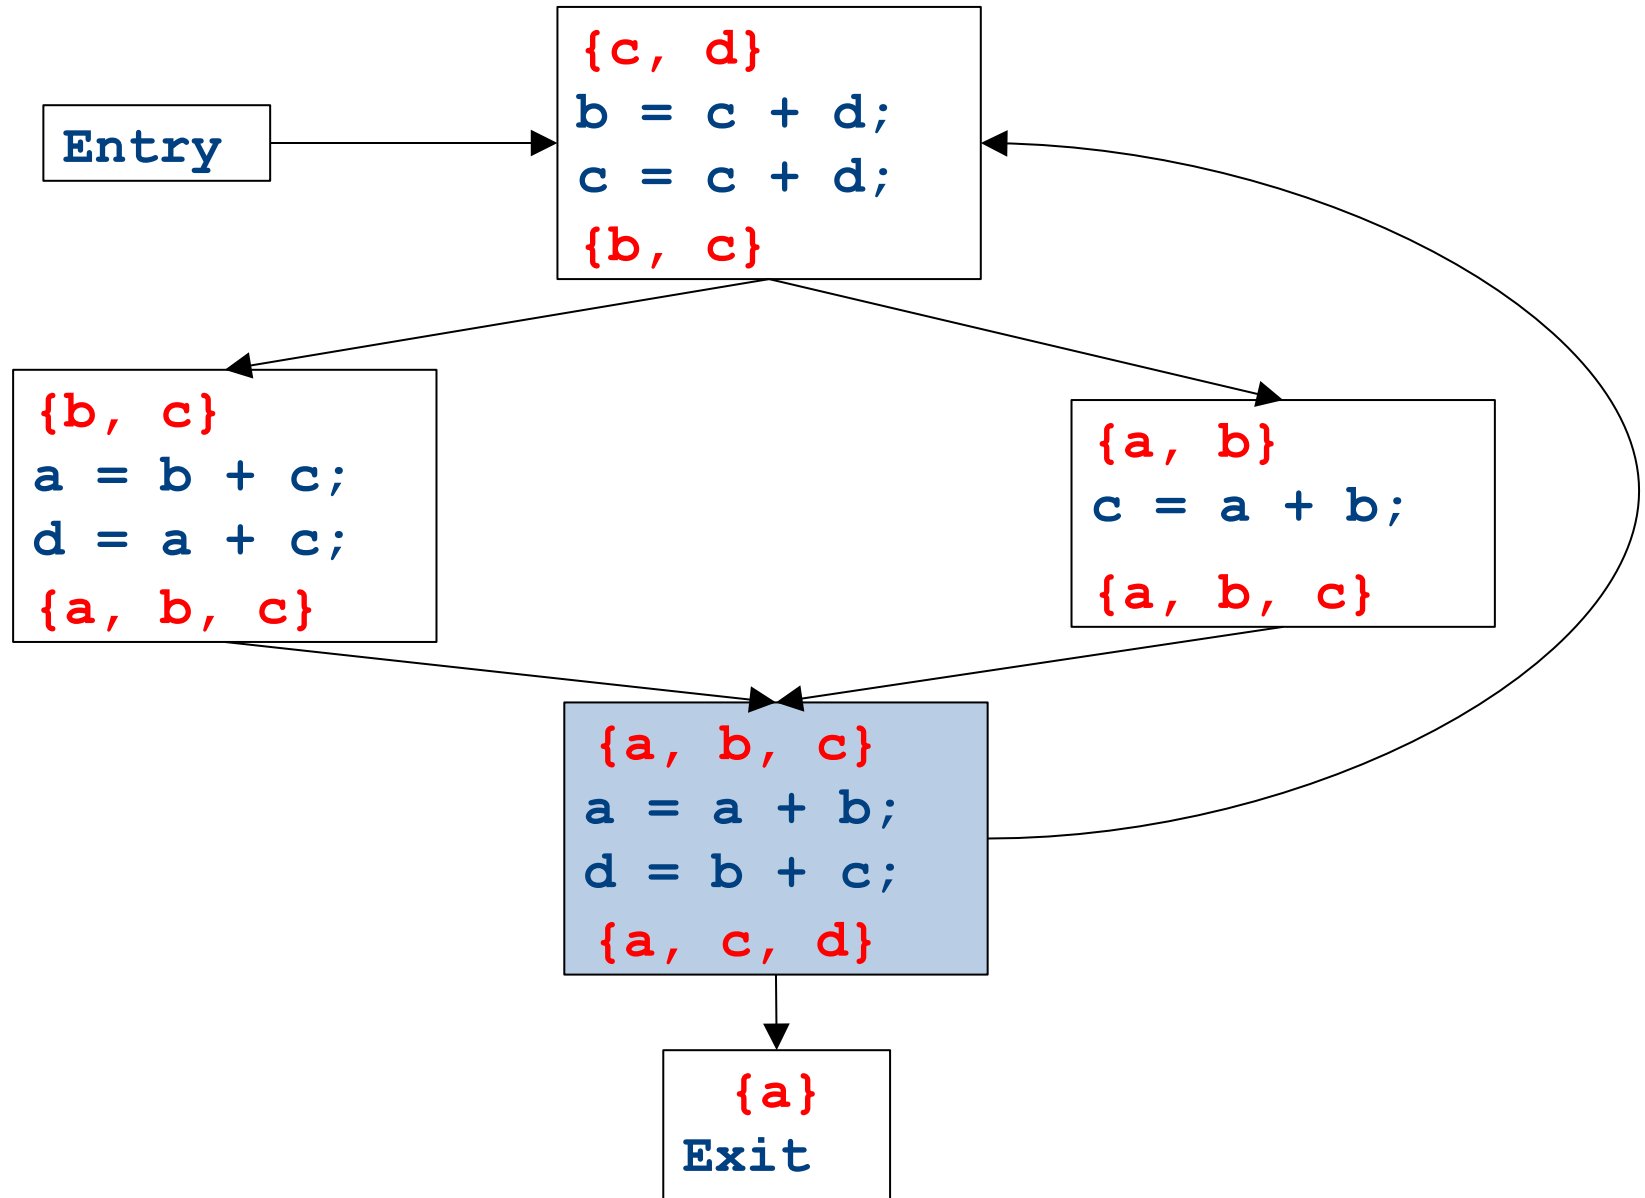 {c, d}
b = c + d;
c = c + d;
{b, c}
Entry
{b, c}
a = b + c;
d = a + c;
{a, b, c}
{a, b}
c = a + b;
{a, b, c}
{a, b, c}
a = a + b;
d = b + c;
{a, c, d}
{a}
Exit